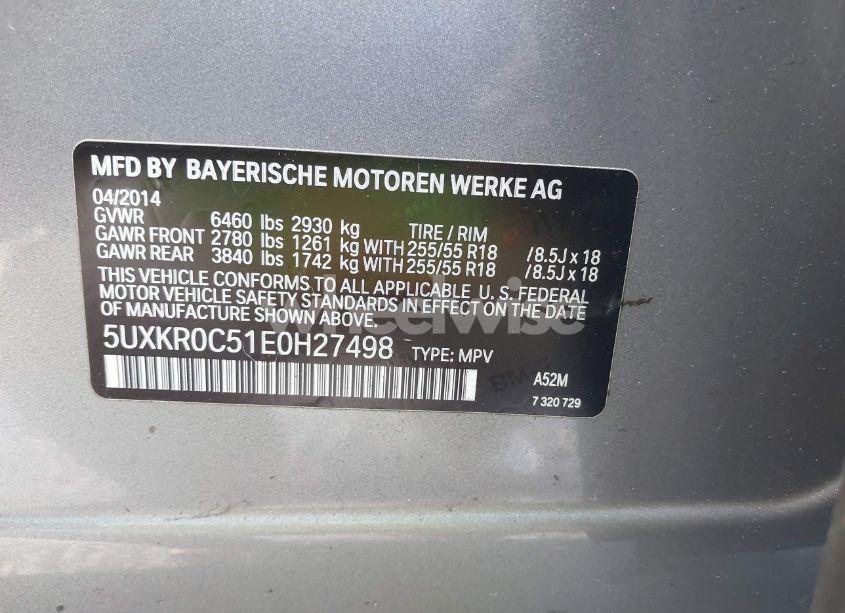 MFD BY BAYERISCHE MOTOREN WERKE AG
04/2014
GVWR 6460 lbs 2930 kg TIRE / RIM
GAWR FRONT 2780 lbs 1261 kg WITH 255/55 R18 /8.5J x 18
GAWR REAR 3840 lbs 1742 kg WITH 255/55 R18 /8.5J x 18
THIS VEHICLE CONFORMS TO ALL APPLICABLE U. S. FEDERAL
MOTOR VEHICLE SAFETY STANDARDS IN EFFECT ON THE DATE
OF MANUFACTURE SHOWN ABOVE.
5UXKR0C51E0H27498 TYPE: MPV
A52M
7 320 729
wheelwise